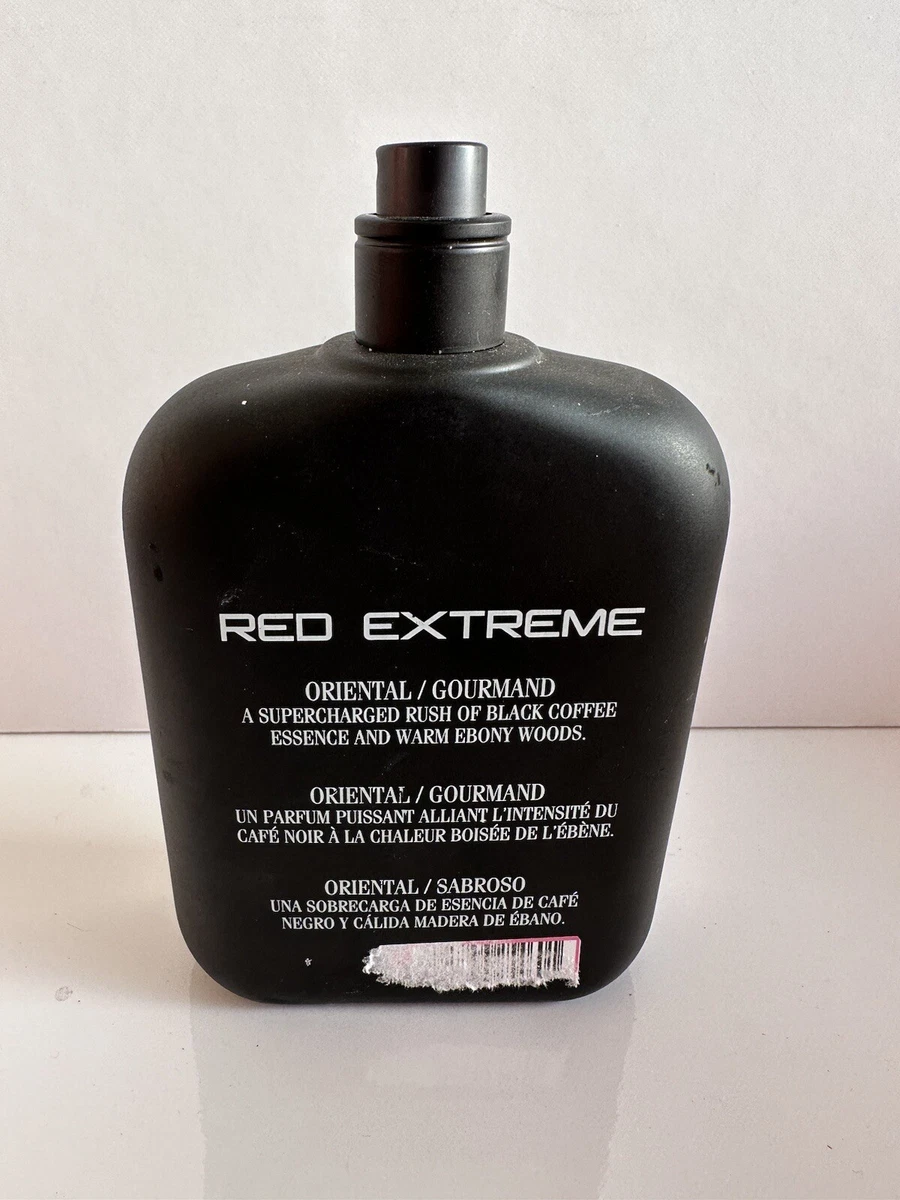 RED EXTREME
ORIENTAL / GOURMAND
A SUPERCHARGED RUSH OF BLACK COFFEE
ESSENCE AND WARM EBONY WOODS.
ORIENTAL / GOURMAND
UN PARFUM PUISSANT ALLIANT L'INTENSITÉ DU
CAFÉ NOIR À LA CHALEUR BOISÉE DE L'ÉBÈNE.
ORIENTAL / SABROSO
UNA SOBRECARGA DE ESENCIA DE CAFÉ
NEGRO Y CÁLIDA MADERA DE ÉBANO.